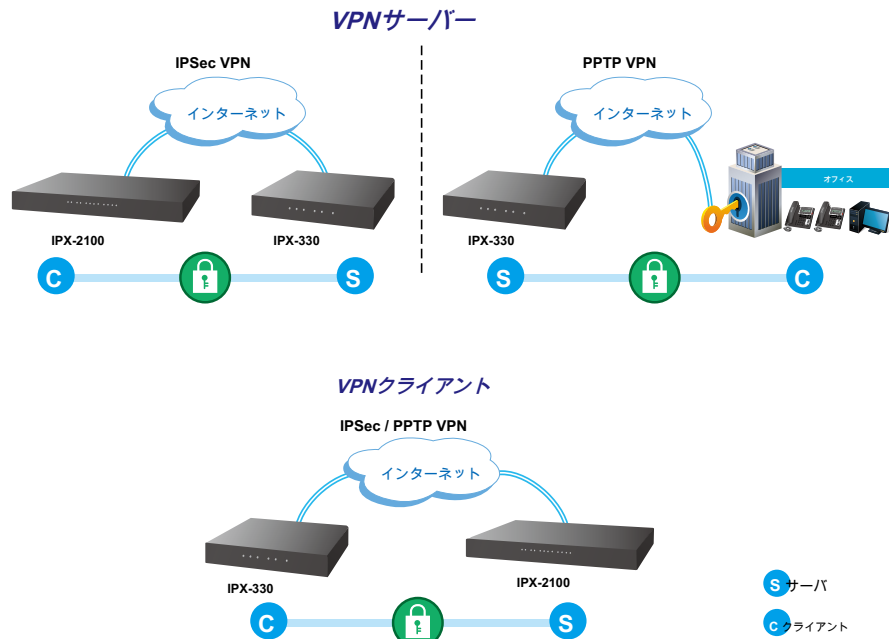 VPNサーバー
IPSec VPN
インターネット
IPX-2100
IPX-330
C
S
PPTP VPN
インターネット
オフィス
IPX-330
S
C
VPNクライアント
IPSec / PPTP VPN
インターネット
IPX-330
IPX-2100
C
S
S サーバ
C クライアント